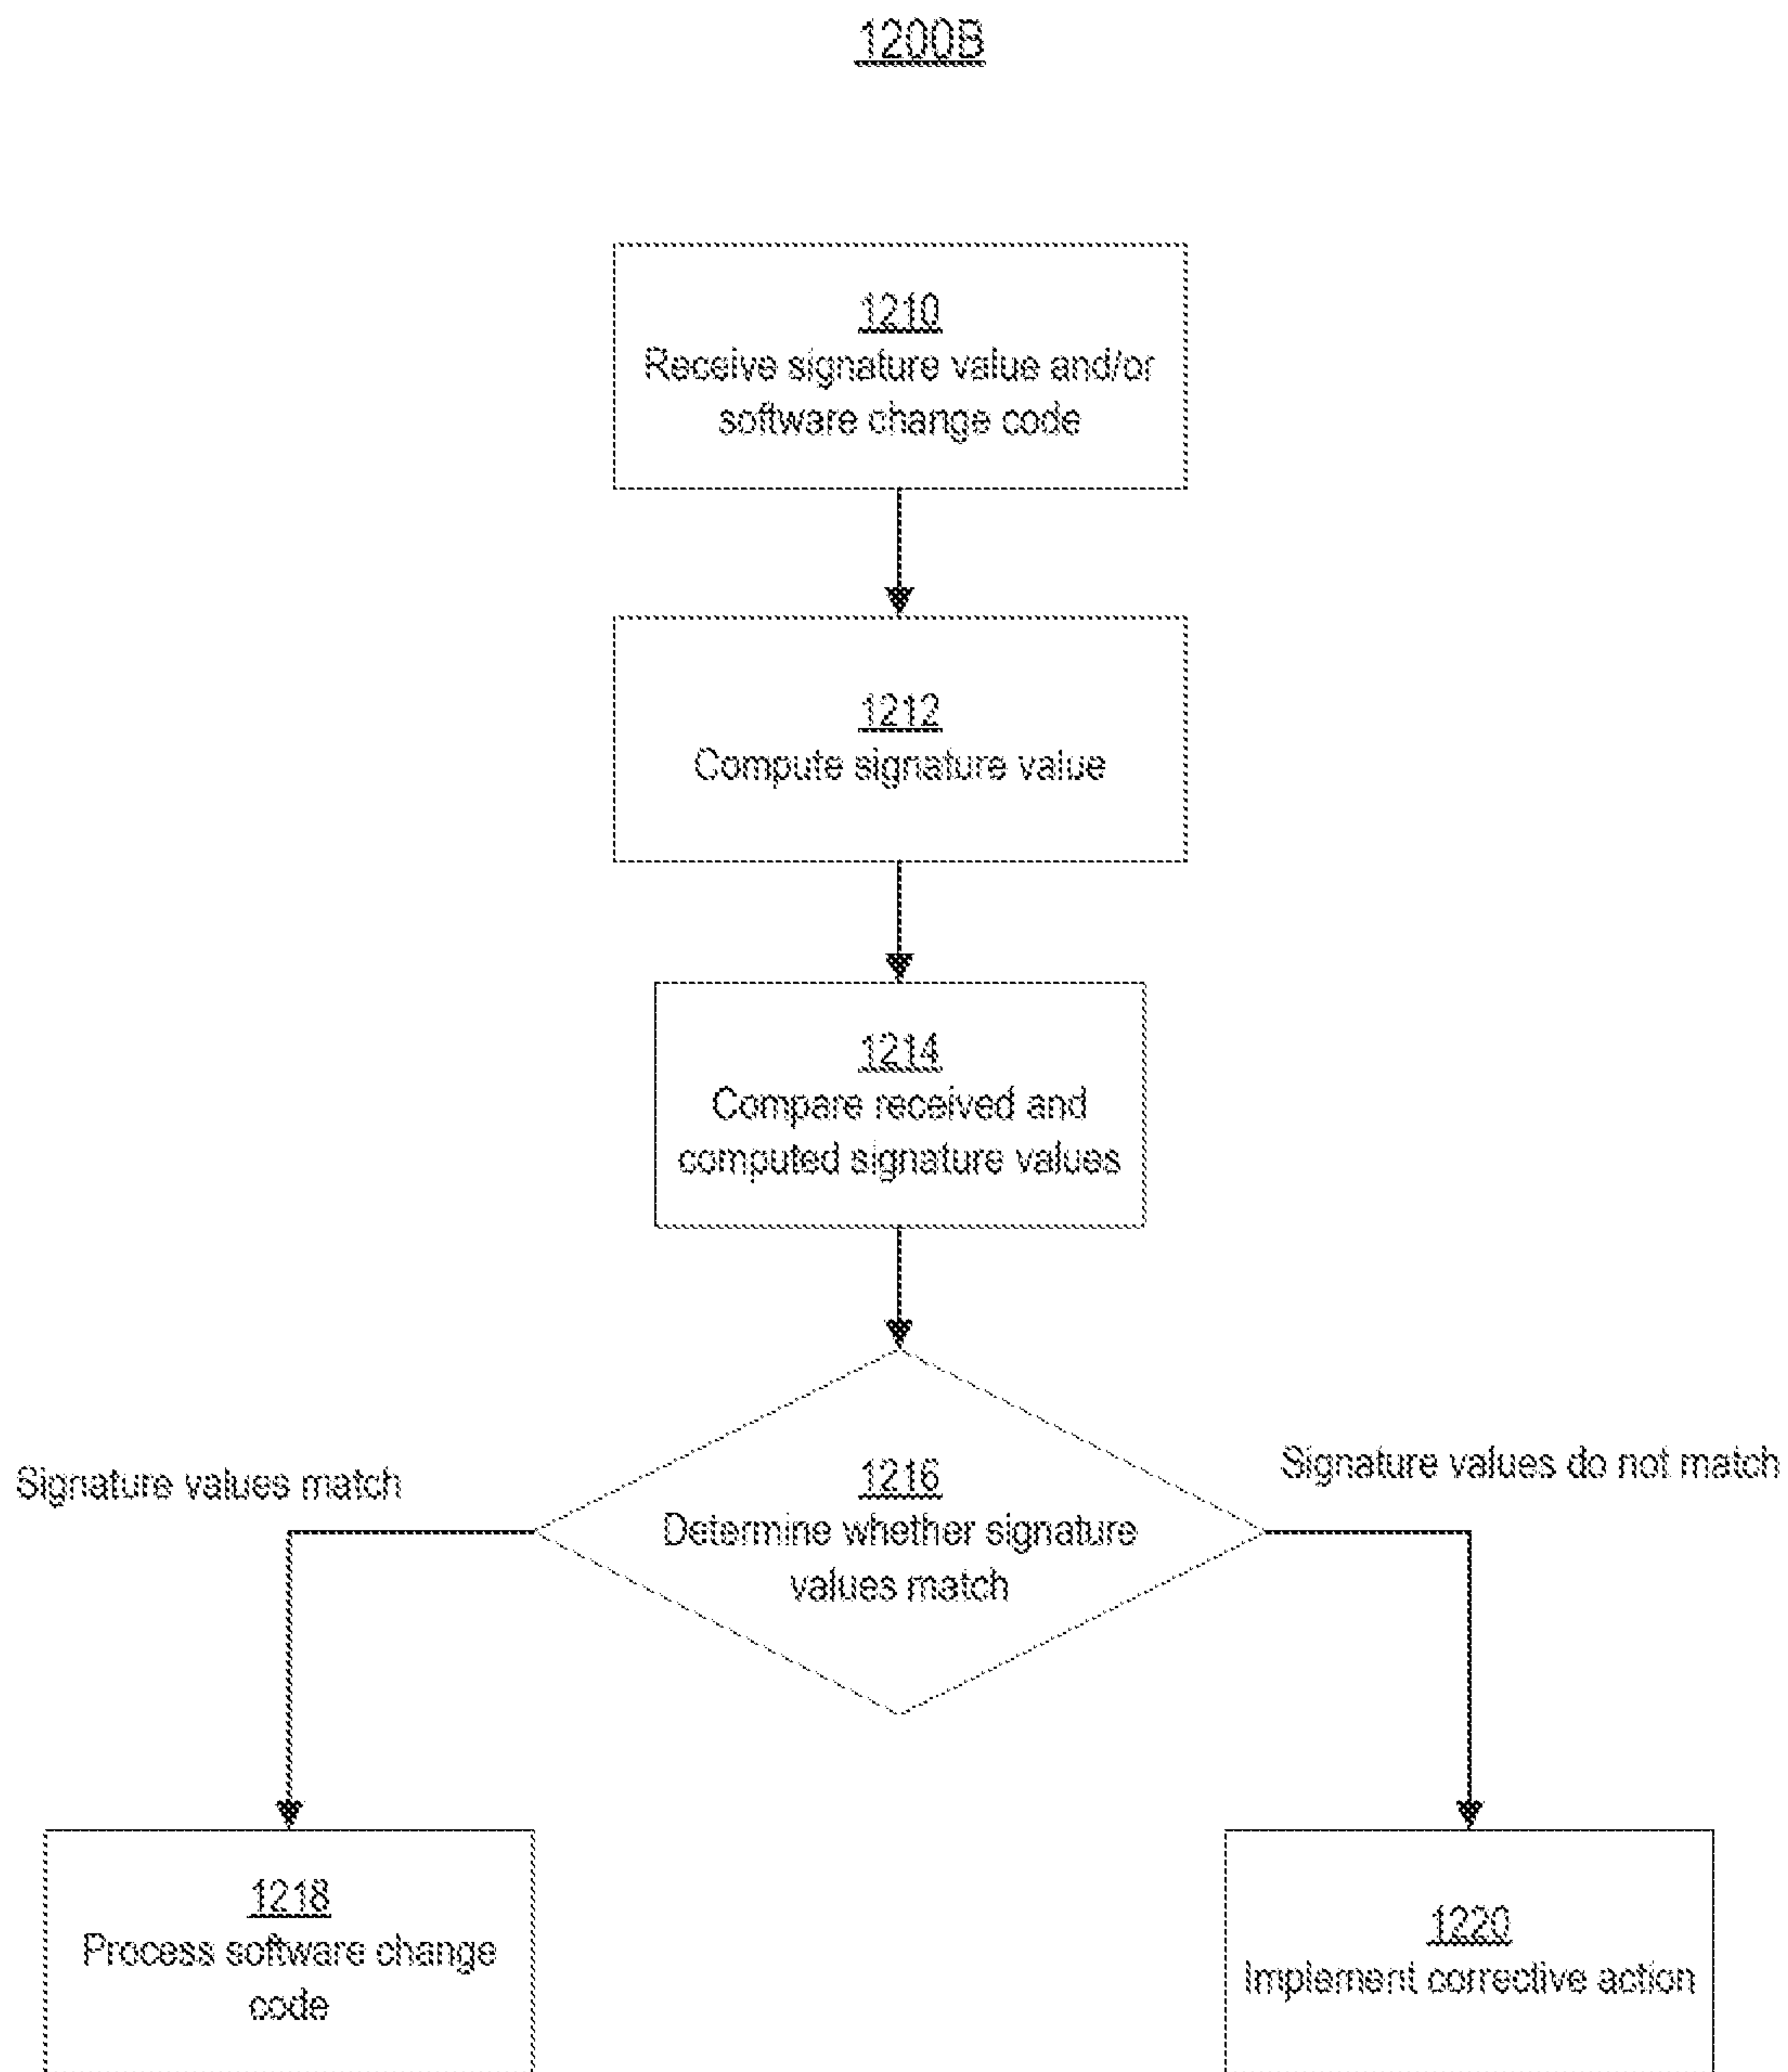 1200B
1210
Receive signature value and/or
software change code
1212
Compute signature value
1214
Compare received and
computed signature values
Signature values match
1216
Determine whether signature
values match
Signature values do not match
1218
Process software change
code
1220
Implement corrective action